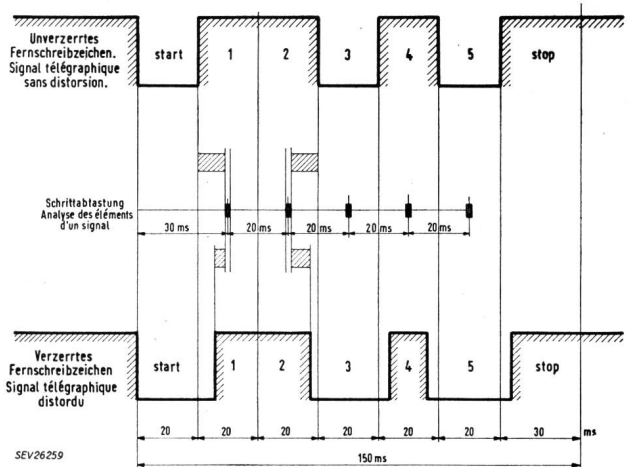 Unverzerrtes
Fernschreibzeichen.
Signal télégraphique
sans distorsion.
start 1 2 3 4 5 stop
Schrittabtastung
Analyse des éléments
d'un signal
30 ms 20 ms 20 ms 20 ms 20 ms
Verzerrtes
Fernschreibzeichen
Signal télégraphique
distordu
start 1 2 3 4 5 stop
20 20 20 20 20 20 30 ms
150 ms
SEV26259